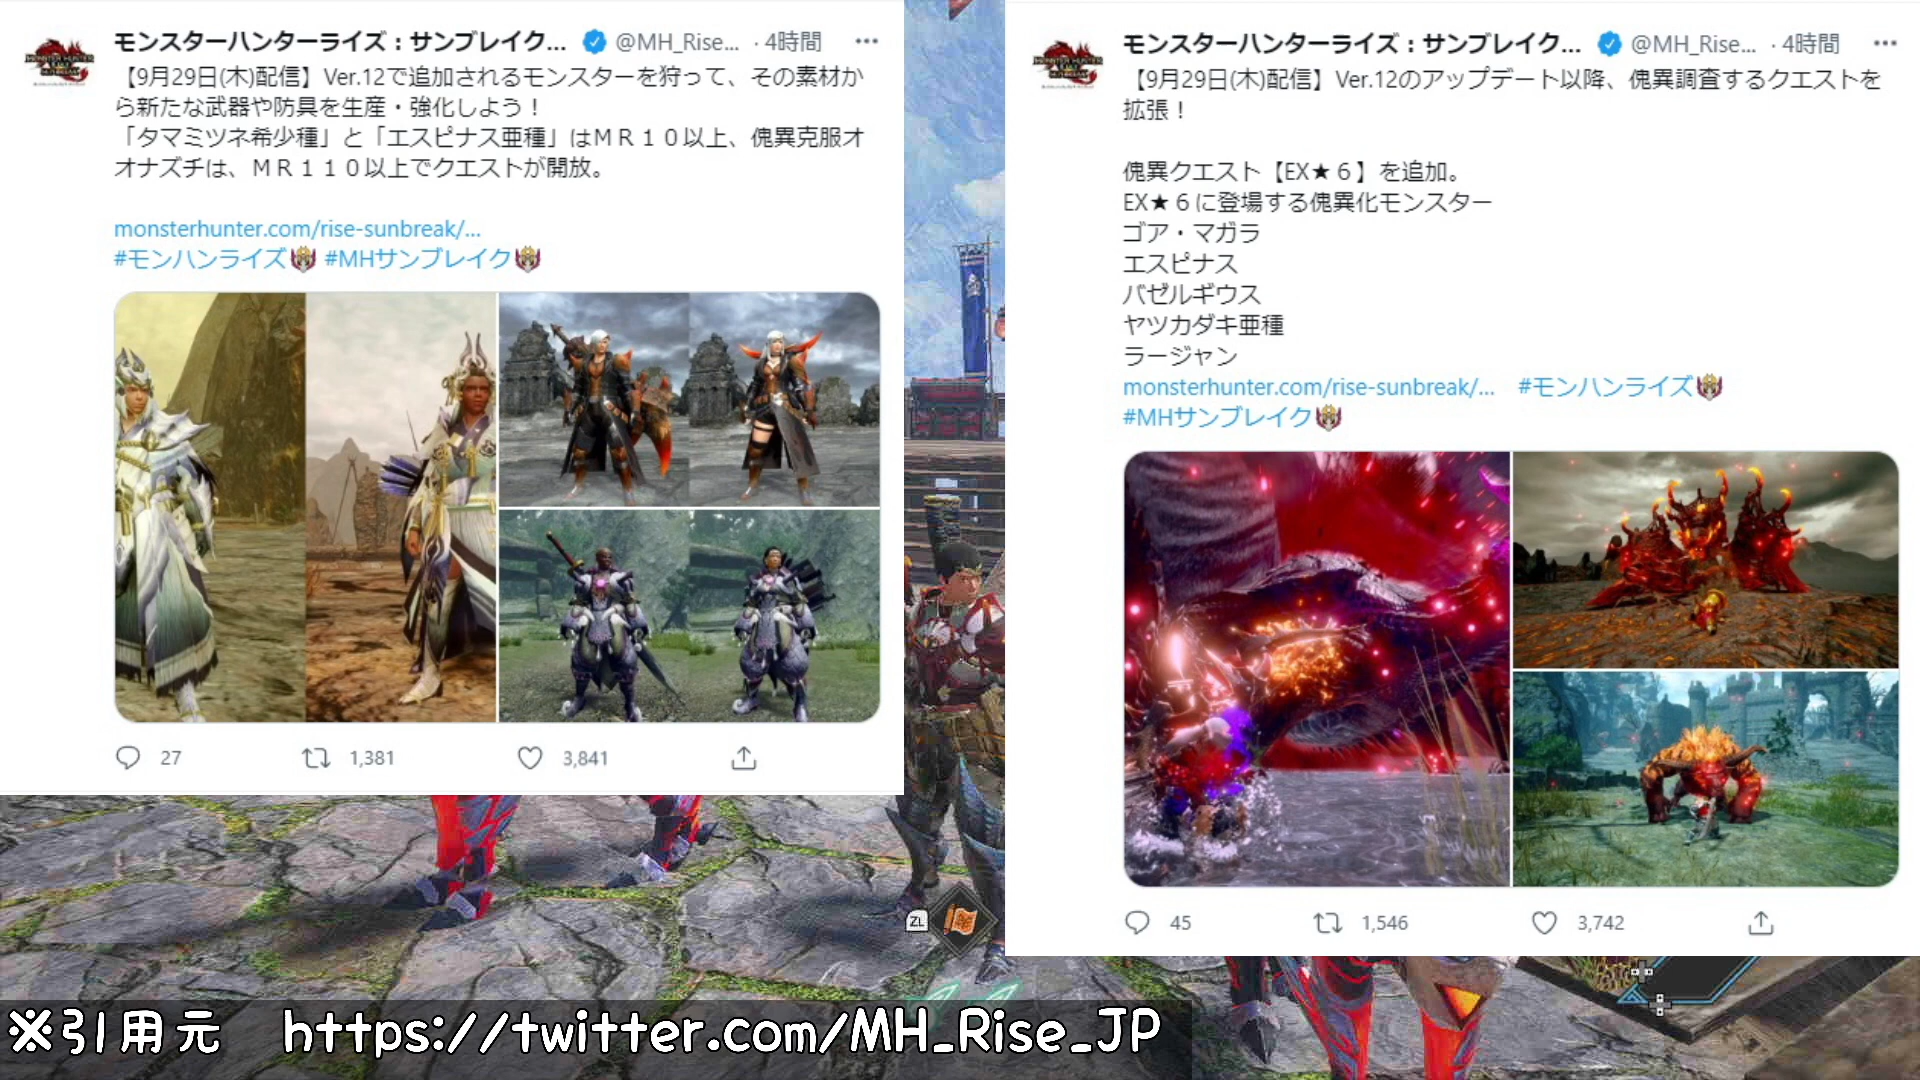 モンスターハンターライズ：サンブレイク... @MH_Rise... · 4時間
【9月29日(木)配信】Ver.12で追加されるモンスターを狩って、その素材か
ら新たな武器や防具を生産・強化しよう！
「タマミツネ希少種」と「エスピナス亜種」はＭＲ１０以上、傀異克服オ
オナズチは、ＭＲ１１０以上でクエストが開放。
monsterhunter.com/rise-sunbreak/...
#モンハンライズ #MHサンブレイク
27 1,381 3,841
モンスターハンターライズ：サンブレイク... @MH_Rise... · 4時間
【9月29日(木)配信】Ver.12のアップデート以降、傀異調査するクエストを
拡張！
傀異クエスト【EX★６】を追加。
EX★６に登場する傀異化モンスター
ゴア・マガラ
エスピナス
バゼルギウス
ヤツカダキ亜種
ラージャン
monsterhunter.com/rise-sunbreak/... #モンハンライズ
#MHサンブレイク
45 1,546 3,742
ZL
※引用元　https://twitter.com/MH_Rise_JP